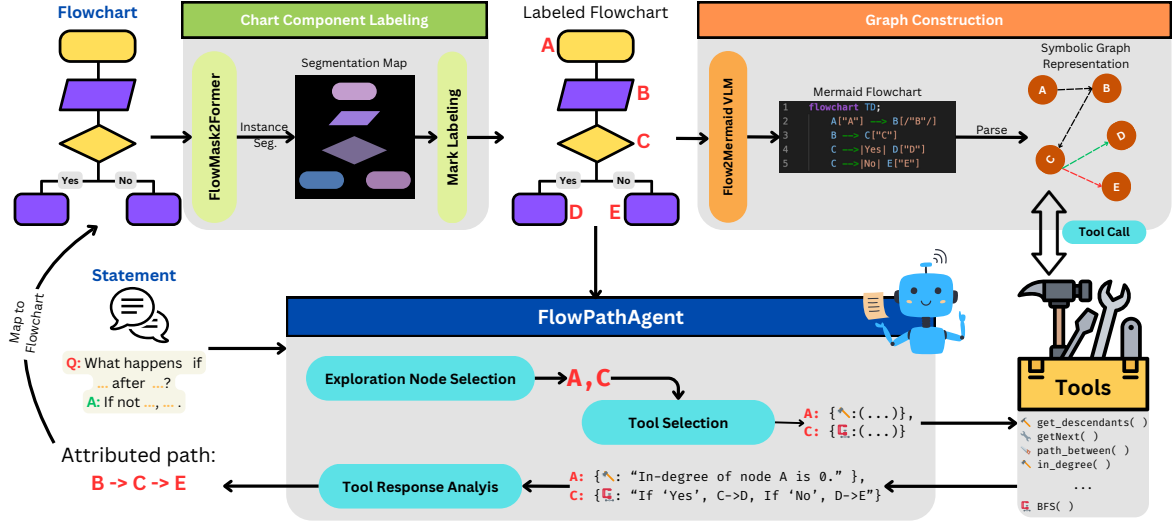 Flowchart
Yes
No
Chart Component Labeling
FlowMask2Former
Instance
Seg.
Segmentation Map
Mark Labeling
Labeled Flowchart
A
B
C
Yes
No
D
E
Graph Construction
Flow2Mermaid VLM
Mermaid Flowchart
1 flowchart TD;
2 A["A"] --> B[/"B"/]
3 B --> C["C"]
4 C -->|Yes| D["D"]
5 C -->|No| E["E"]
Parse
Symbolic Graph
Representation
A
B
C
D
E
Tool Call
Map to
Flowchart
Statement
Q: What happens if
... after ...?
A: If not ..., ... .
Attributed path:
B -> C -> E
FlowPathAgent
Exploration Node Selection
A,C
Tool Selection
A: {:(...)},
C: {:(...)}
Tool Response Analyis
A: {: “In-degree of node A is 0.” },
C: {: “If ‘Yes’, C->D, If ‘No’, D->E”}
Tools
get_descendants( )
getNext( )
path_between( )
in_degree( )
...
BFS( )